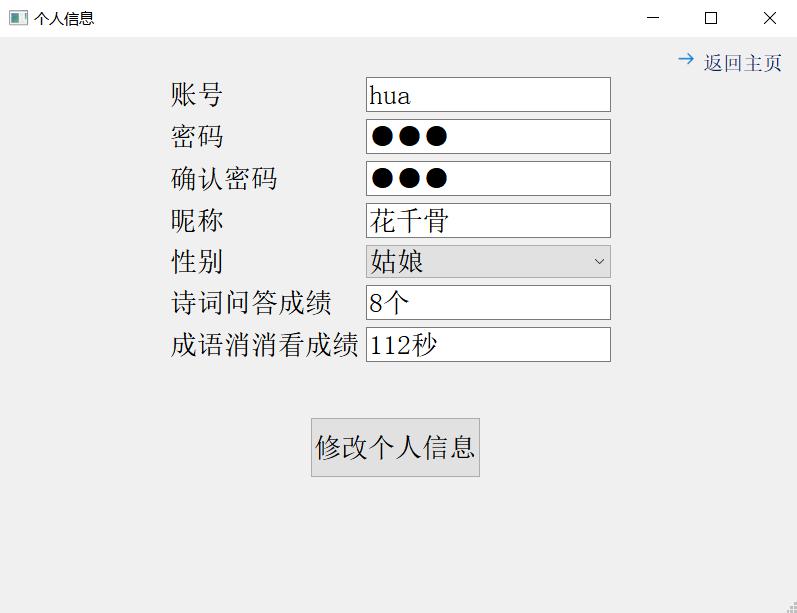 个人信息
返回主页
账号 hua
密码 ●●●
确认密码 ●●●
昵称 花千骨
性别 姑娘
诗词问答成绩 8个
成语消消看成绩 112秒
修改个人信息